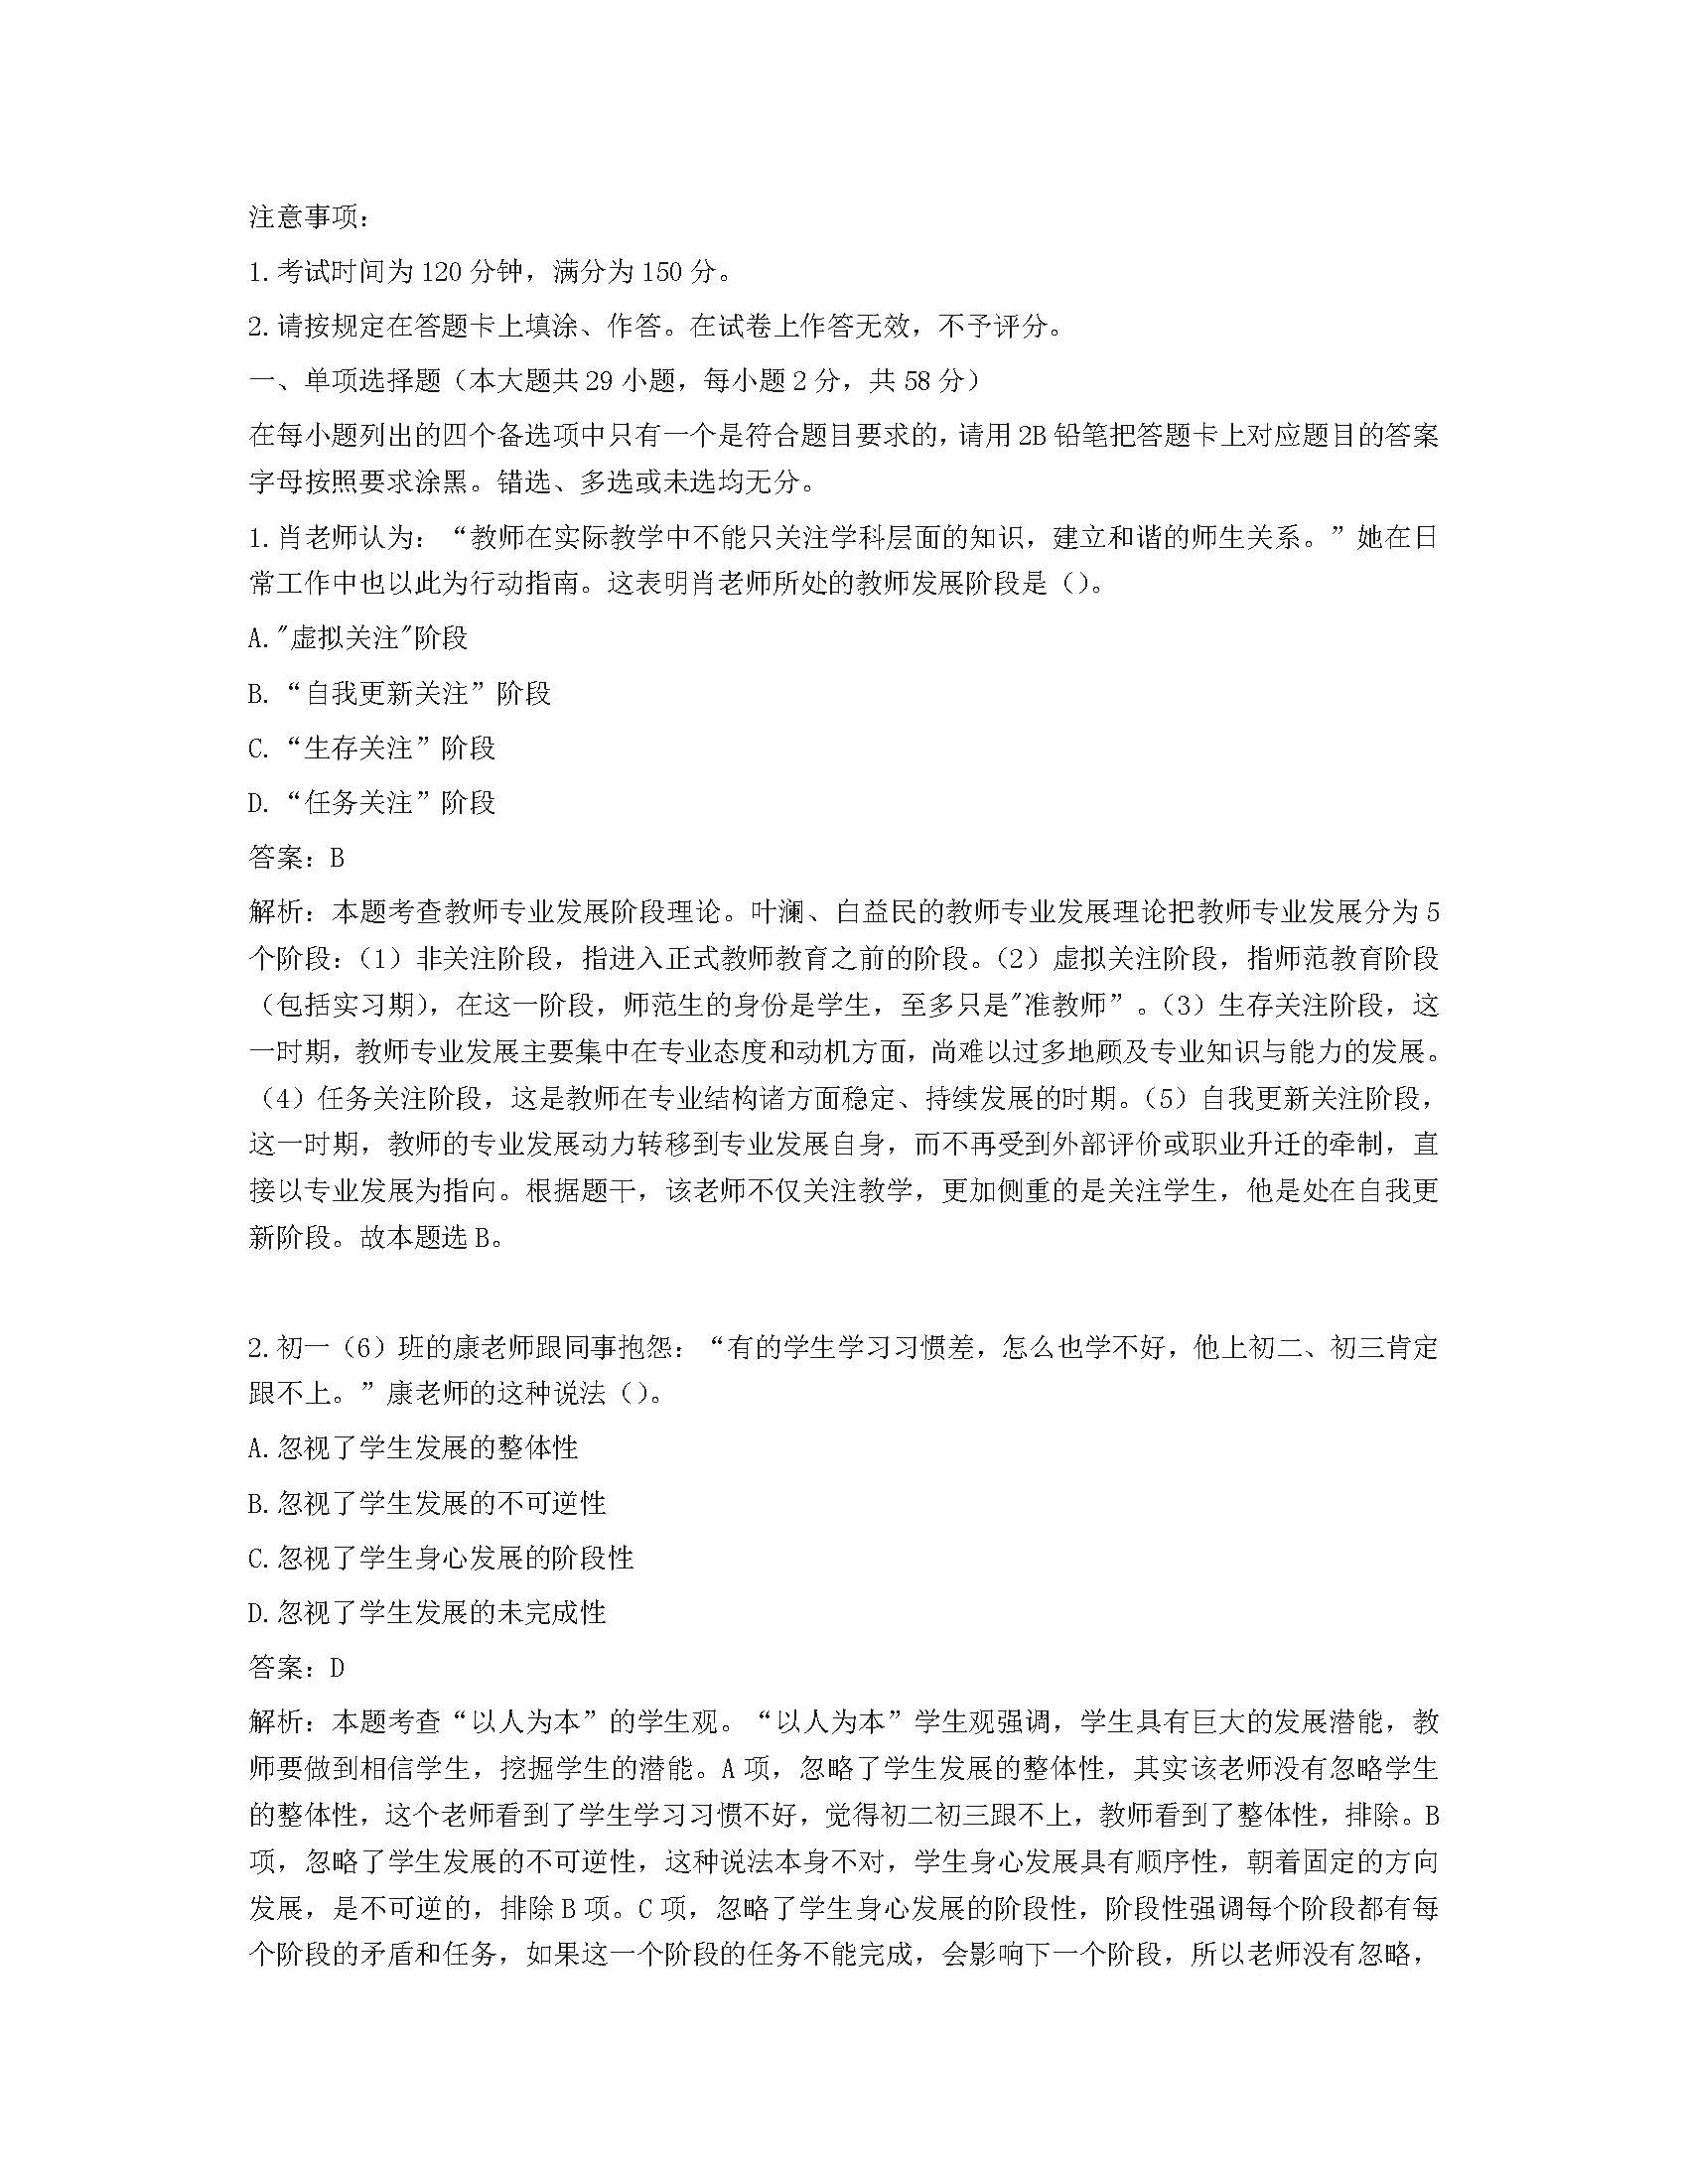 注意事项：
1.考试时间为 120 分钟，满分为 150 分。
2.请按规定在答题卡上填涂、作答。在试卷上作答无效，不予评分。
一、单项选择题（本大题共 29 小题，每小题 2 分，共 58 分）
在每小题列出的四个备选项中只有一个是符合题目要求的，请用 2B 铅笔把答题卡上对应题目的答案
字母按照要求涂黑。错选、多选或未选均无分。
1.肖老师认为：“教师在实际教学中不能只关注学科层面的知识，建立和谐的师生关系。”她在日
常工作中也以此为行动指南。这表明肖老师所处的教师发展阶段是（）。
A."虚拟关注"阶段
B.“自我更新关注”阶段
C.“生存关注”阶段
D.“任务关注”阶段
答案：B
解析：本题考查教师专业发展阶段理论。叶澜、白益民的教师专业发展理论把教师专业发展分为 5
个阶段：（1）非关注阶段，指进入正式教师教育之前的阶段。（2）虚拟关注阶段，指师范教育阶段
（包括实习期），在这一阶段，师范生的身份是学生，至多只是"准教师”。（3）生存关注阶段，这
一时期，教师专业发展主要集中在专业态度和动机方面，尚难以过多地顾及专业知识与能力的发展。
（4）任务关注阶段，这是教师在专业结构诸方面稳定、持续发展的时期。（5）自我更新关注阶段，
这一时期，教师的专业发展动力转移到专业发展自身，而不再受到外部评价或职业升迁的牵制，直
接以专业发展为指向。根据题干，该老师不仅关注教学，更加侧重的是关注学生，他是处在自我更
新阶段。故本题选 B。
2.初一（6）班的康老师跟同事抱怨：“有的学生学习习惯差，怎么也学不好，他上初二、初三肯定
跟不上。”康老师的这种说法（）。
A.忽视了学生发展的整体性
B.忽视了学生发展的不可逆性
C.忽视了学生身心发展的阶段性
D.忽视了学生发展的未完成性
答案：D
解析：本题考查“以人为本”的学生观。“以人为本”学生观强调，学生具有巨大的发展潜能，教
师要做到相信学生，挖掘学生的潜能。A 项，忽略了学生发展的整体性，其实该老师没有忽略学生
的整体性，这个老师看到了学生学习习惯不好，觉得初二初三跟不上，教师看到了整体性，排除。B
项，忽略了学生发展的不可逆性，这种说法本身不对，学生身心发展具有顺序性，朝着固定的方向
发展，是不可逆的，排除 B 项。C 项，忽略了学生身心发展的阶段性，阶段性强调每个阶段都有每
个阶段的矛盾和任务，如果这一个阶段的任务不能完成，会影响下一个阶段，所以老师没有忽略，